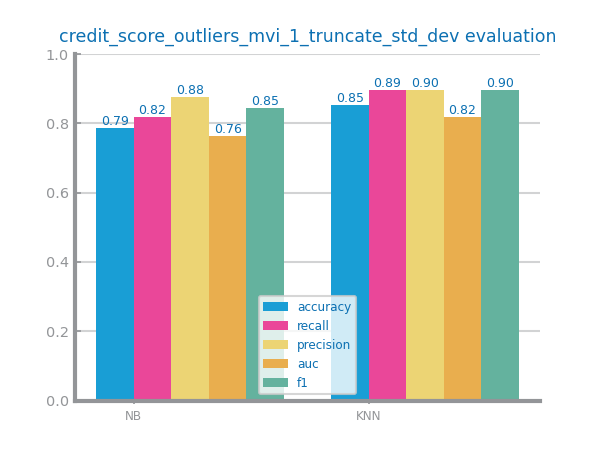 credit_score_outliers_mvi_1_truncate_std_dev evaluation
1.0
0.8
0.6
0.4
0.2
0.0
0.79
0.82
0.88
0.76
0.85
0.85
0.89
0.90
0.82
0.90
accuracy
recall
precision
auc
f1
NB
KNN